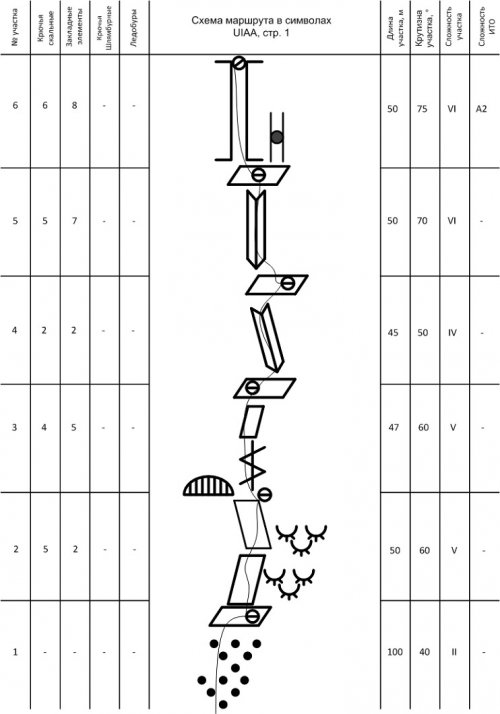 № участка
Крючья
скальные
Закладные
элементы
Крючья
Шлямбурные
Ледобуры
Схема маршрута в символах
UIAA, стр. 1
Длина
участка, м
Крутизна
участка, °
Сложность
участка
Сложность
ИТО
6 6 8 - - 50 75 VI A2
5 5 7 - - 50 70 VI -
4 2 2 - - 45 50 IV -
3 4 5 - - 47 60 V -
2 5 2 - - 50 60 V -
1 - - - - 100 40 II -